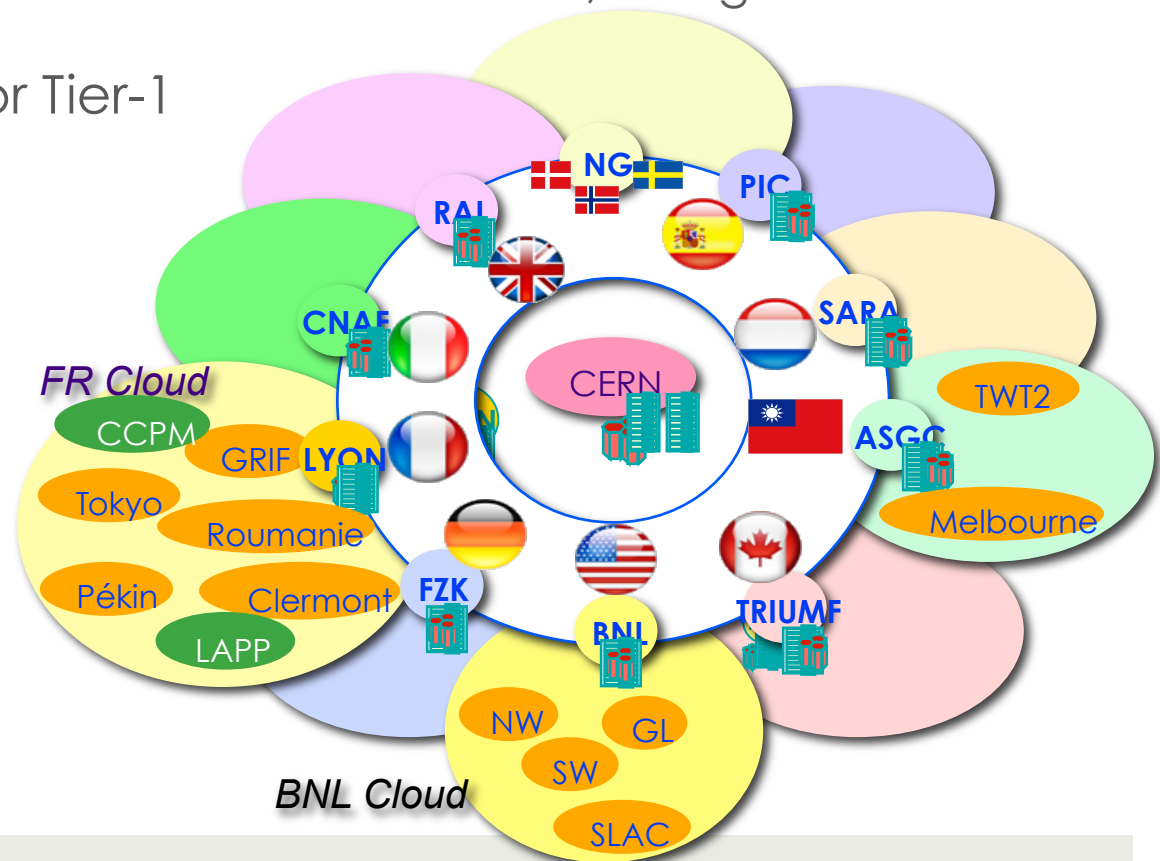 or Tier-1
NG
PIC
RAL
SARA
CNAF
CERN
TWT2
FR Cloud
CCPM
GRIF
LYON
ASGC
Tokyo
Roumanie
Melbourne
Pékin
Clermont
FZK
TRIUMF
LAPP
BNL
NW
GL
SW
BNL Cloud
SLAC